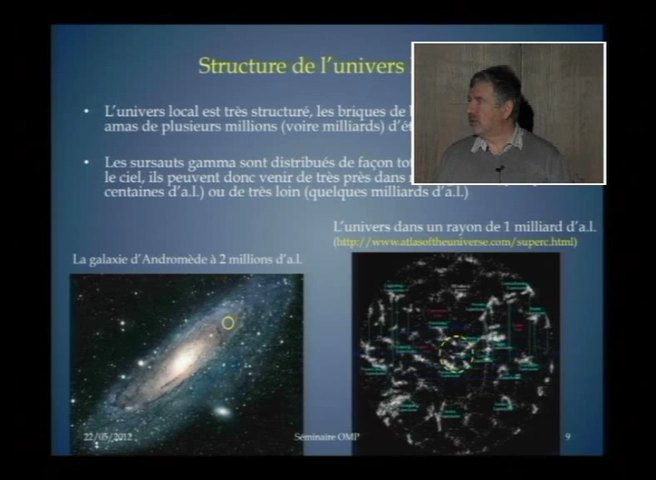 Structure de l'univers
• L'univers local est très structuré, les briques de
amas de plusieurs millions (voire milliards) d'ét
• Les sursauts gamma sont distribués de façon tot
le ciel, ils peuvent donc venir de très près dans
centaines d'a.l.) ou de très loin (quelques milliards d'a.l.)
L'univers dans un rayon de 1 milliard d'a.l.
(http://www.atlasoftheuniverse.com/superc.html)
La galaxie d'Andromède à 2 millions d'a.l.
22/05/2012
Séminaire OMP
9